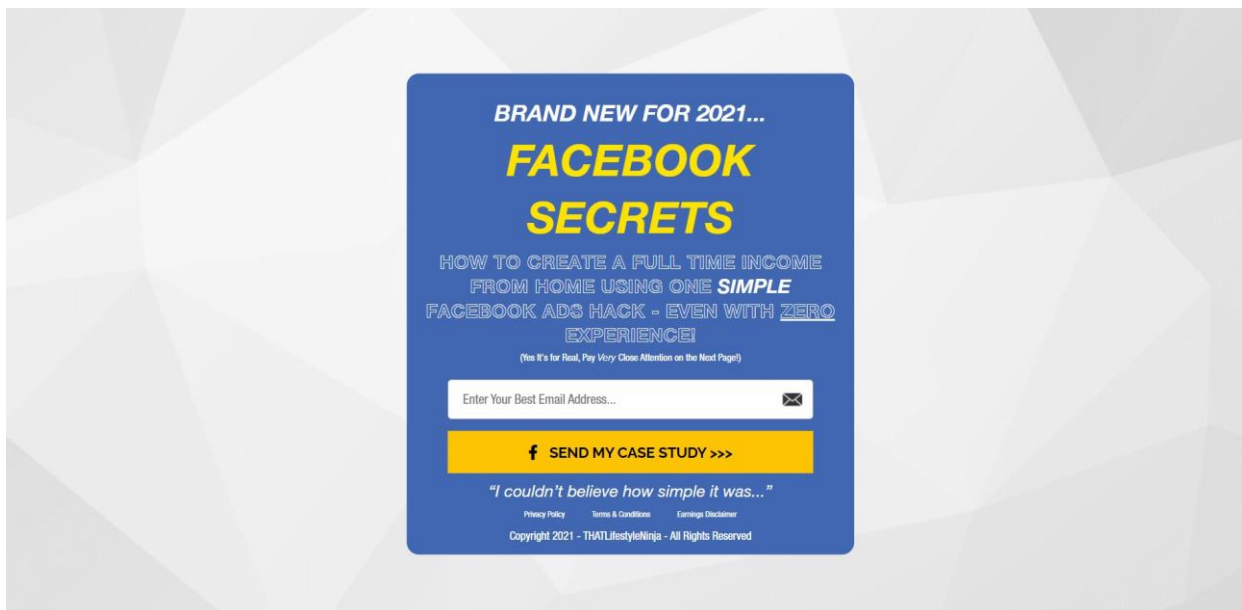 BRAND NEW FOR 2021...
FACEBOOK
SECRETS
HOW TO CREATE A FULL TIME INCOME
FROM HOME USING ONE SIMPLE
FACEBOOK ADS HACK - EVEN WITH ZERO
EXPERIENCE!
(Yes It's for Real, Pay Very Close Attention on the Next Page!)
Enter Your Best Email Address...
f SEND MY CASE STUDY >>>
“I couldn't believe how simple it was...”
Privacy Policy Terms & Conditions Earnings Disclaimer
Copyright 2021 - THATLifestyleNinja - All Rights Reserved